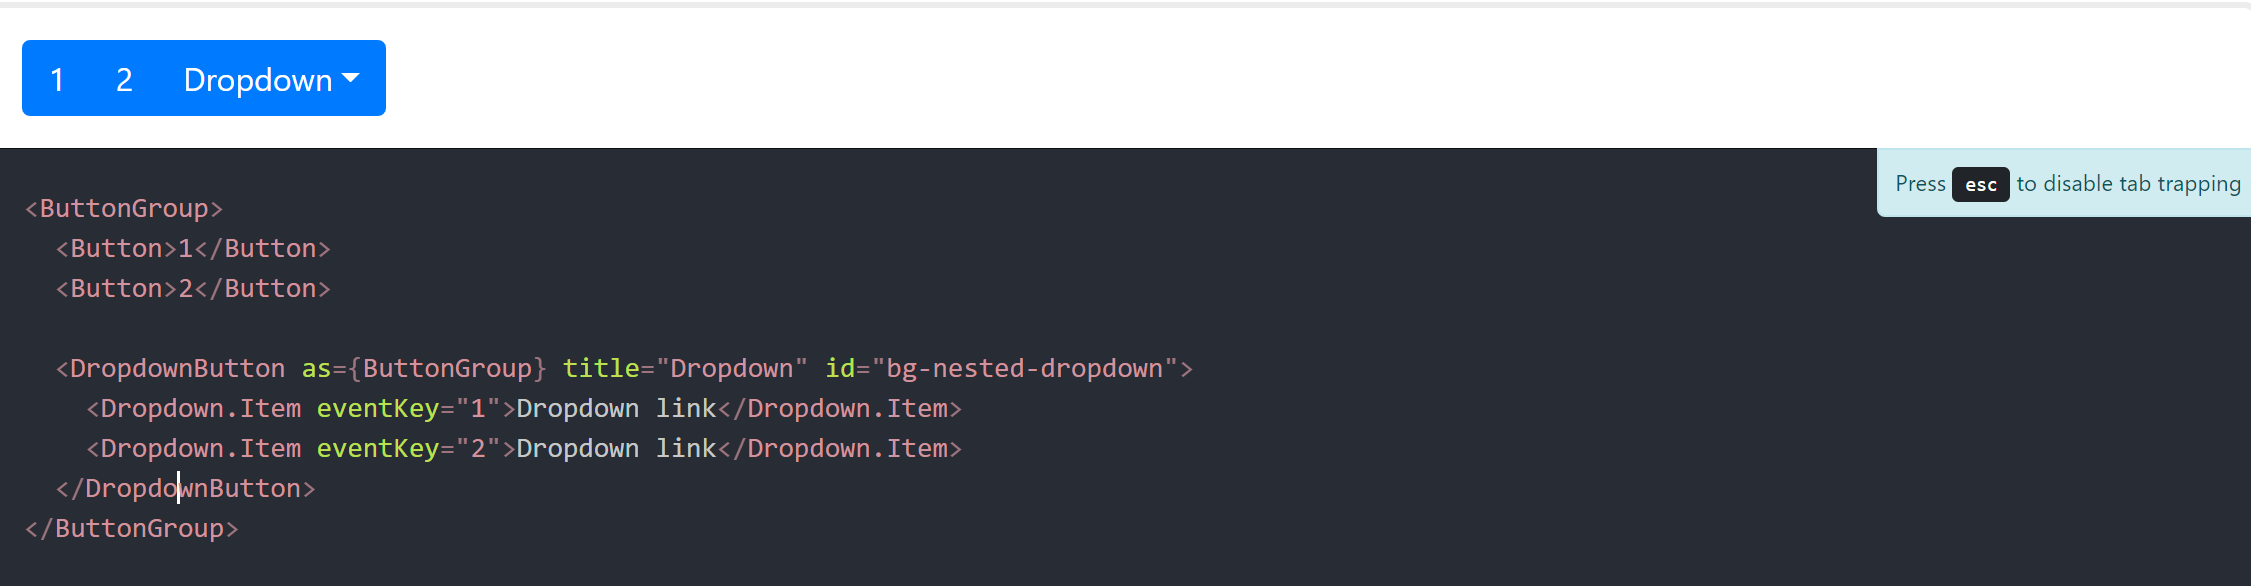 1 2 Dropdown
Press esc to disable tab trapping
<ButtonGroup>
  <Button>1</Button>
  <Button>2</Button>

  <DropdownButton as={ButtonGroup} title="Dropdown" id="bg-nested-dropdown">
    <Dropdown.Item eventKey="1">Dropdown link</Dropdown.Item>
    <Dropdown.Item eventKey="2">Dropdown link</Dropdown.Item>
  </DropdownButton>
</ButtonGroup>